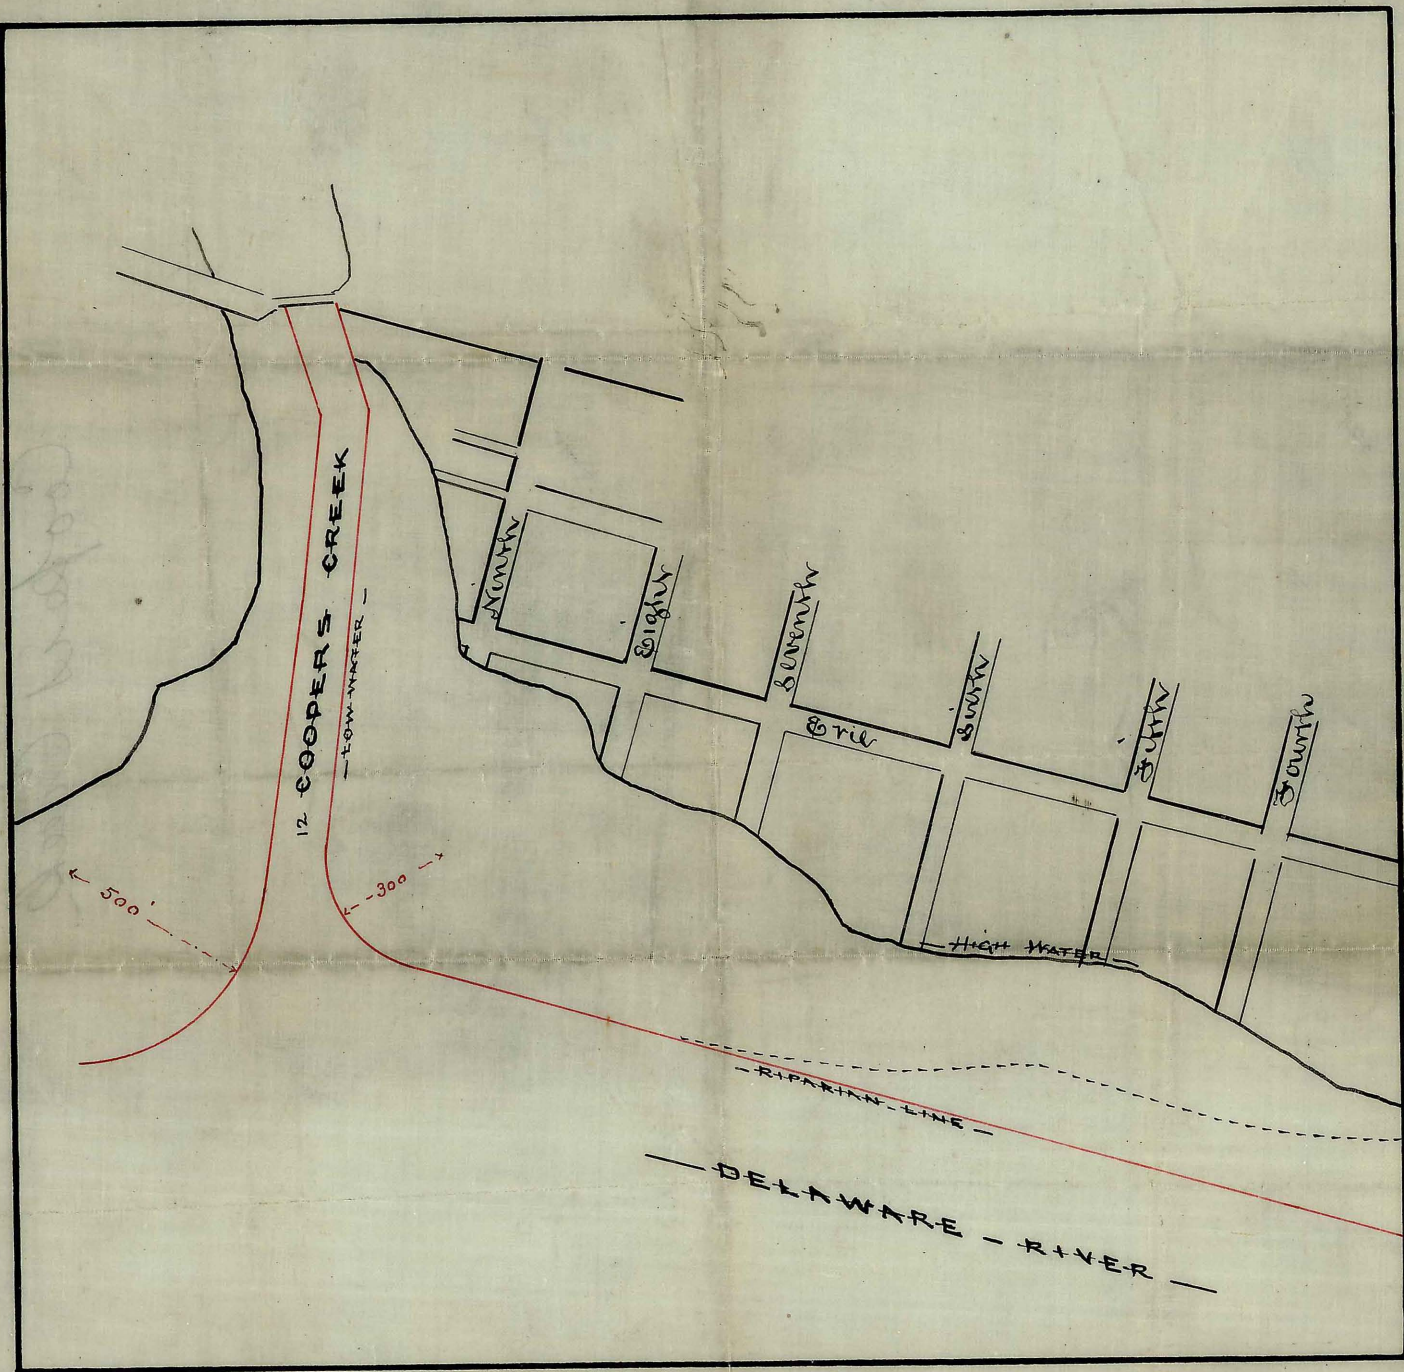 12 COOPERS CREEK
— LOW WATER —
Ninth
Eight
Seventh
Sixth
Fifth
Fourth
Erie
500'
300
— HIGH WATER —
— RIPARIAN LINE —
— DELAWARE — RIVER —